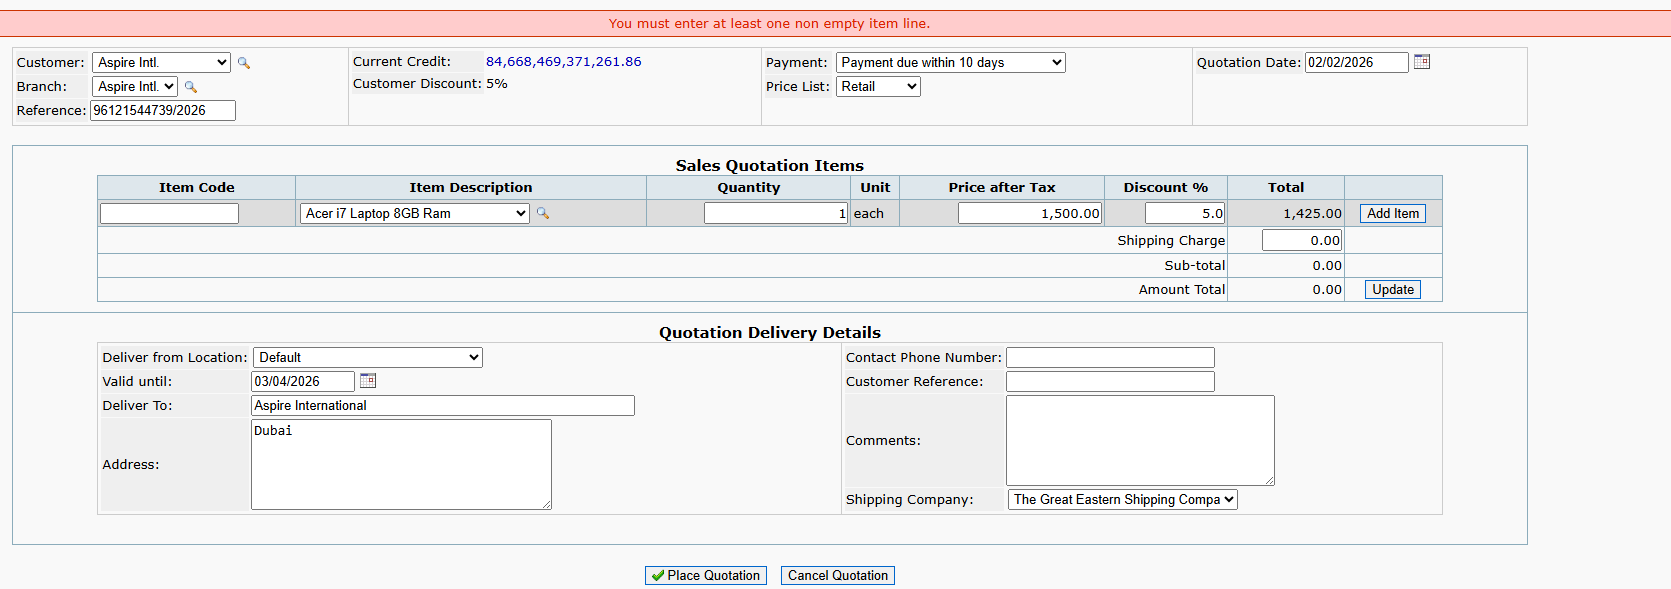 You must enter at least one non empty item line.
Customer: Aspire Intl.
Branch: Aspire Intl.
Reference: 96121544739/2026
Current Credit: 84,668,469,371,261.86
Customer Discount: 5%
Payment: Payment due within 10 days
Price List: Retail
Quotation Date: 02/02/2026
Sales Quotation Items
Item Code Item Description Quantity Unit Price after Tax Discount % Total
Acer i7 Laptop 8GB Ram 1 each 1,500.00 5.0 1,425.00 Add Item
Shipping Charge 0.00
Sub-total 0.00
Amount Total 0.00 Update
Quotation Delivery Details
Deliver from Location: Default
Valid until: 03/04/2026
Deliver To: Aspire International
Address: Dubai
Contact Phone Number:
Customer Reference:
Comments:
Shipping Company: The Great Eastern Shipping Compa
Place Quotation Cancel Quotation